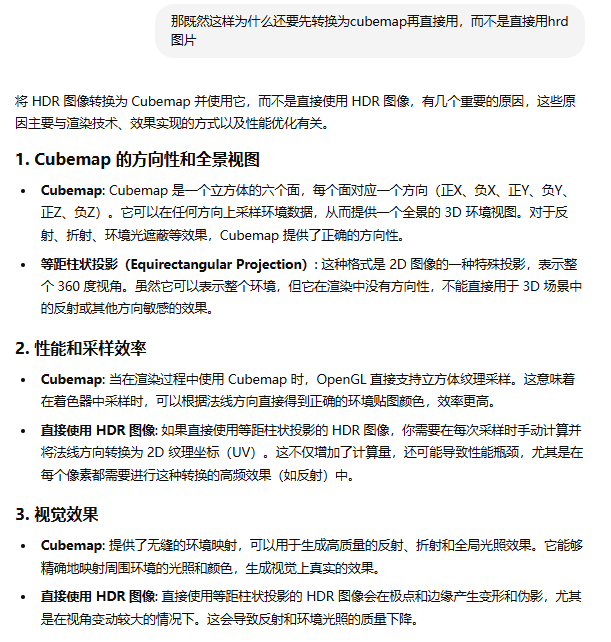 那既然这样为什么还要先转换为cubemap再直接用，而不是直接用hrd
图片
将 HDR 图像转换为 Cubemap 并使用它，而不是直接使用 HDR 图像，有几个重要的原因，这些原
因主要与渲染技术、效果实现的方式以及性能优化有关。
1. Cubemap 的方向性和全景视图
• Cubemap: Cubemap 是一个立方体的六个面，每个面对应一个方向（正X、负X、正Y、负Y、
正Z、负Z）。它可以在任何方向上采样环境数据，从而提供一个全景的 3D 环境视图。对于反
射、折射、环境光遮蔽等效果，Cubemap 提供了正确的方向性。
• 等距柱状投影（Equirectangular Projection）: 这种格式是 2D 图像的一种特殊投影，表示整
个 360 度视角。虽然它可以表示整个环境，但它在渲染中没有方向性，不能直接用于 3D 场景中
的反射或其他方向敏感的效果。
2. 性能和采样效率
• Cubemap: 当在渲染过程中使用 Cubemap 时，OpenGL 直接支持立方体纹理采样。这意味着
在着色器中采样时，可以根据法线方向直接得到正确的环境贴图颜色，效率更高。
• 直接使用 HDR 图像: 如果直接使用等距柱状投影的 HDR 图像，你需要在每次采样时手动计算并
将法线方向转换为 2D 纹理坐标（UV）。这不仅增加了计算量，还可能导致性能瓶颈，尤其是在
每个像素都需要进行这种转换的高频效果（如反射）中。
3. 视觉效果
• Cubemap: 提供了无缝的环境映射，可以用于生成高质量的反射、折射和全局光照效果。它能够
精确地映射周围环境的光照和颜色，生成视觉上真实的效果。
• 直接使用 HDR 图像: 直接使用等距柱状投影的 HDR 图像会在极点和边缘产生变形和伪影，尤其
是在视角变动较大的情况下。这会导致反射和环境光照的质量下降。